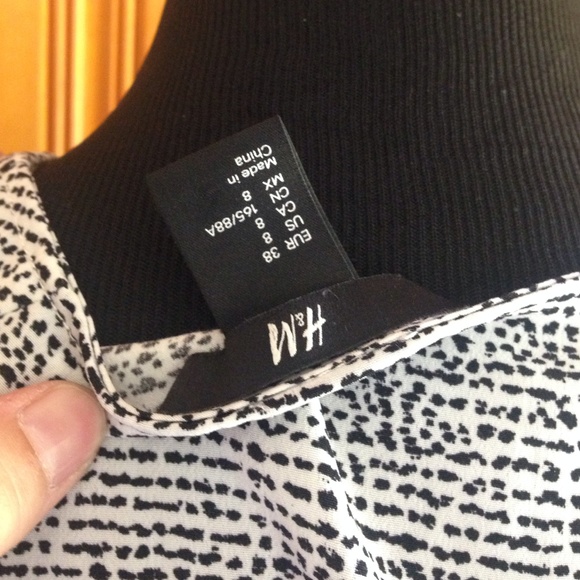 EUR 38
US 8
CA 8
CN 165/88A
MX 8
Made in
China
H&M